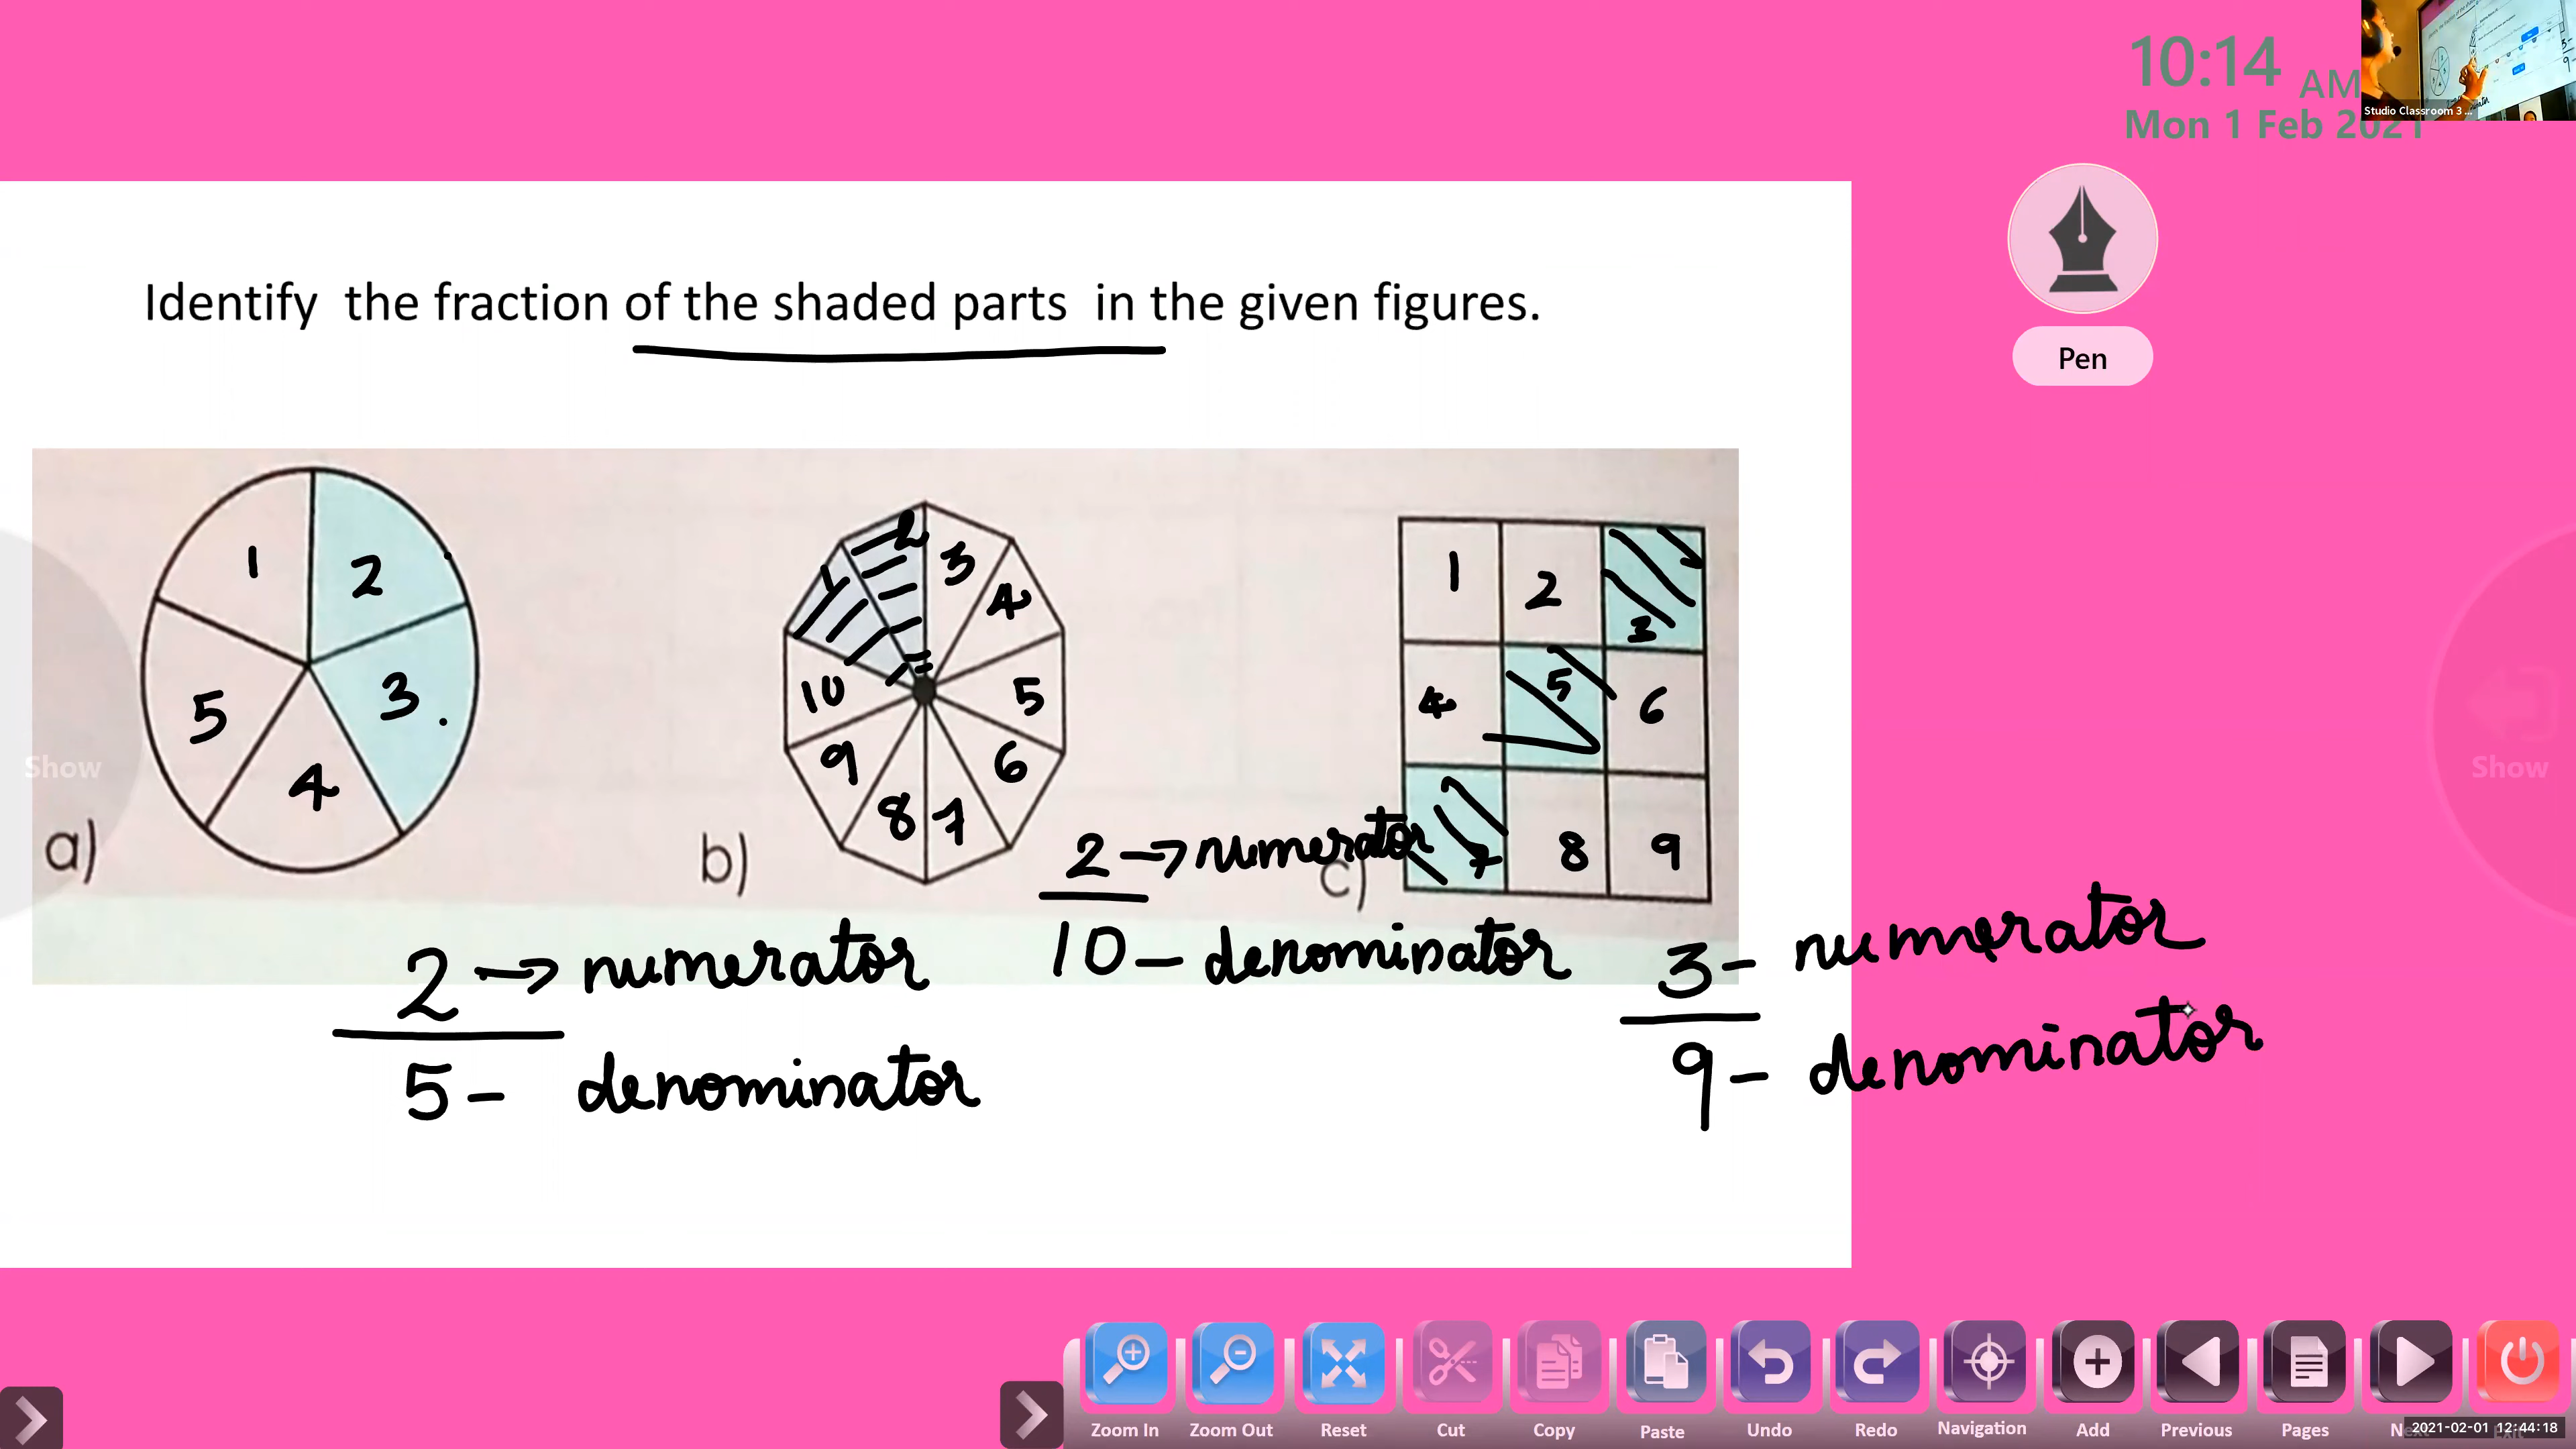 10:14 AM
Mon 1 Feb 2021
Studio Classroom 3 ...
Pen
Identify the fraction of the shaded parts in the given figures.
1
2
3
4
5
a)
1
2
3
4
5
6
7
8
9
10
b)
1 2 3
4 5 6
7 8 9
c)
2 → numerator
5 - denominator
2 → numerator
10 - denominator
3 - numerator
9 - denominator
Show
Show
Zoom In Zoom Out Reset Cut Copy Paste Undo Redo Navigation Add Previous Pages
2021-02-01 12:44:18